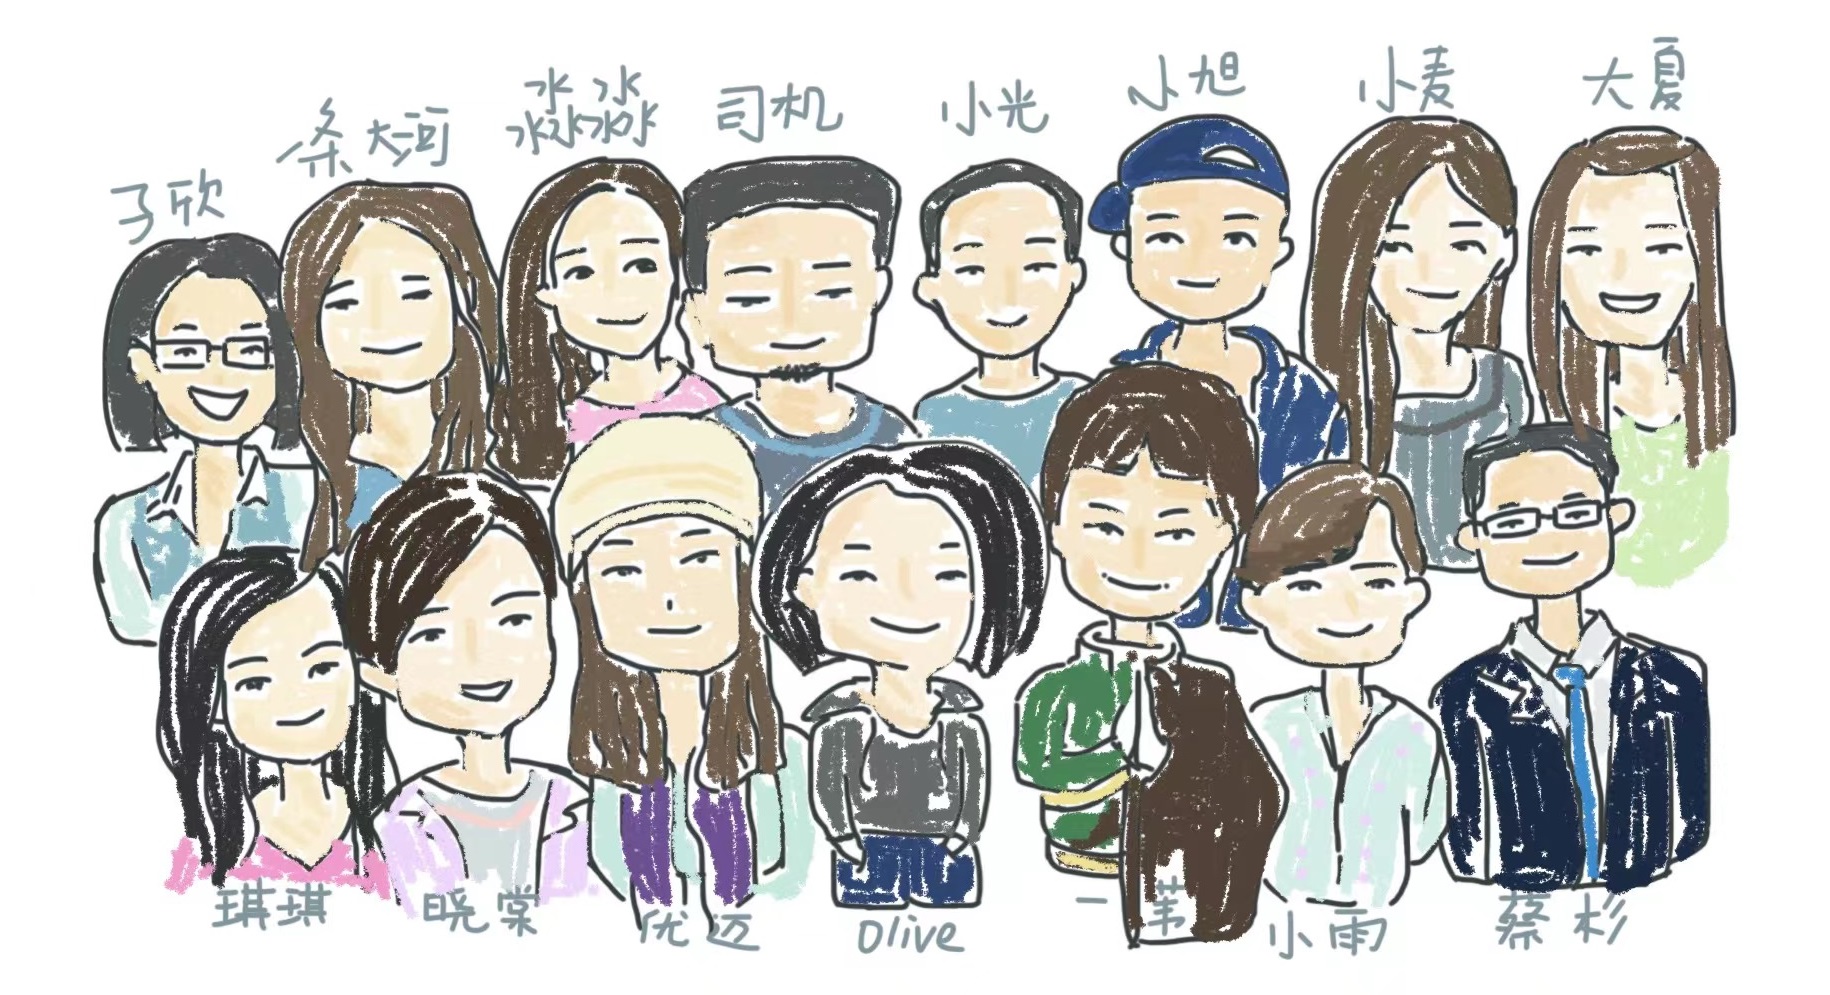 子欣 条大河 淼淼 司机 小光 小旭 小麦 大夏
琪琪 晓棠 优迈 Olive 一苇 小雨 蔡杉